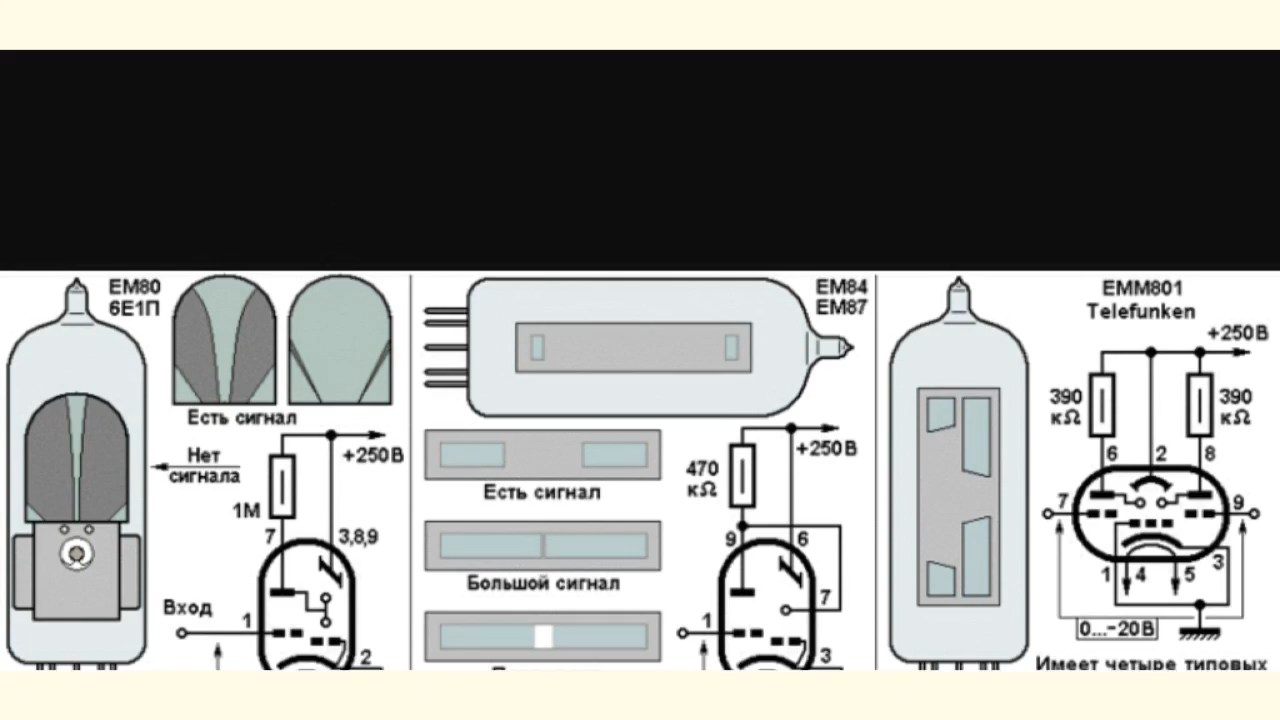 EM80
6Е1П
Есть сигнал
Нет
сигнала
+250В
1М
7
3,8,9
Вход
1
2
EM84
EM87
Есть сигнал
Большой сигнал
470
кΩ
+250В
9
6
7
1
3
EMM801
Telefunken
+250В
390
кΩ
390
кΩ
6
2
8
7
9
1
4
5
3
0...-20В
Имеет четыре типовых